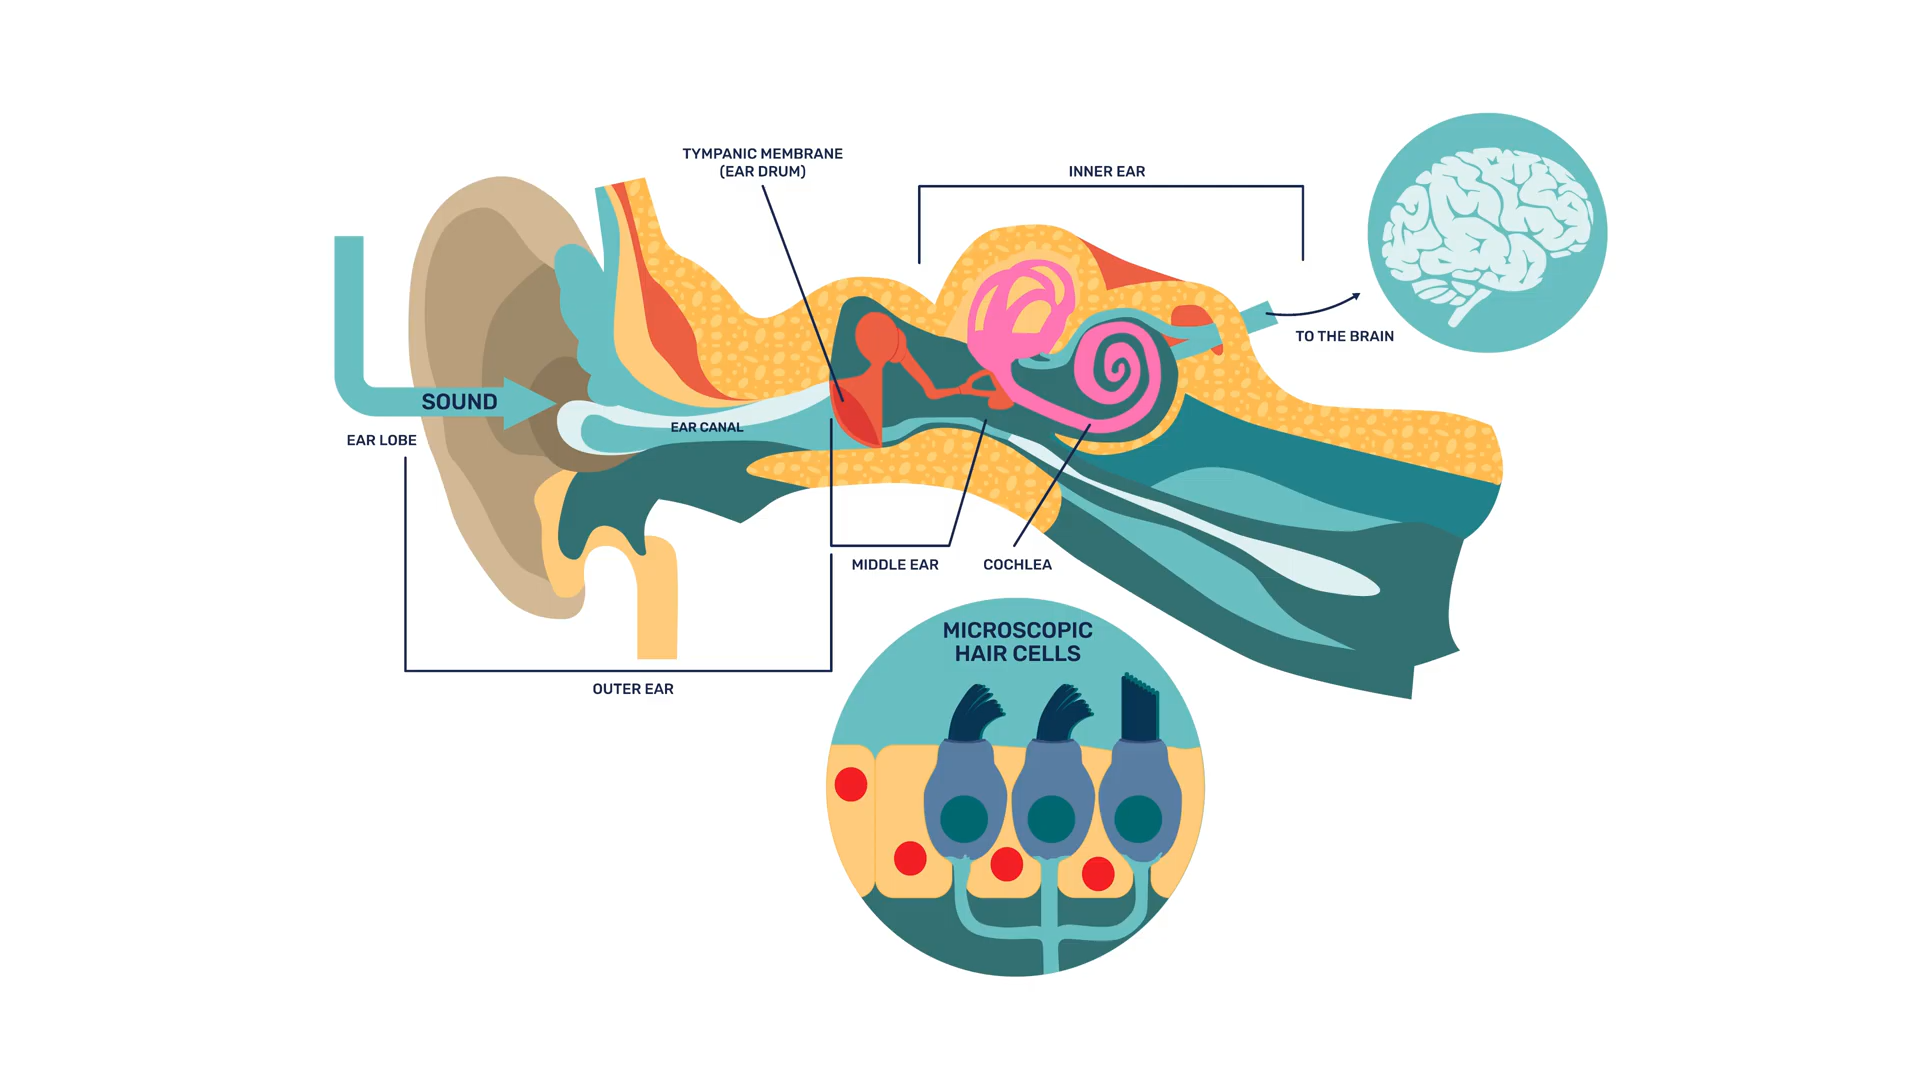 TYMPANIC MEMBRANE
(EAR DRUM)
INNER EAR
TO THE BRAIN
SOUND
EAR LOBE
EAR CANAL
MIDDLE EAR
COCHLEA
OUTER EAR
MICROSCOPIC
HAIR CELLS